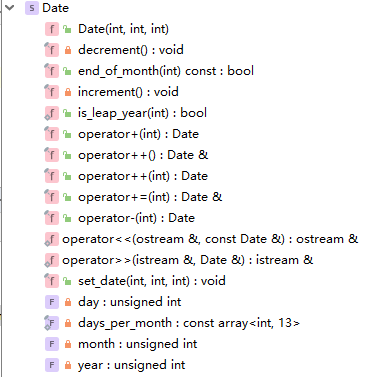 Date
Date(int, int, int)
decrement() : void
end_of_month(int) const : bool
increment() : void
is_leap_year(int) : bool
operator+(int) : Date
operator++() : Date &
operator++(int) : Date
operator+=(int) : Date &
operator-(int) : Date
operator<<(ostream &, const Date &) : ostream &
operator>>(istream &, Date &) : istream &
set_date(int, int, int) : void
day : unsigned int
days_per_month : const array<int, 13>
month : unsigned int
year : unsigned int